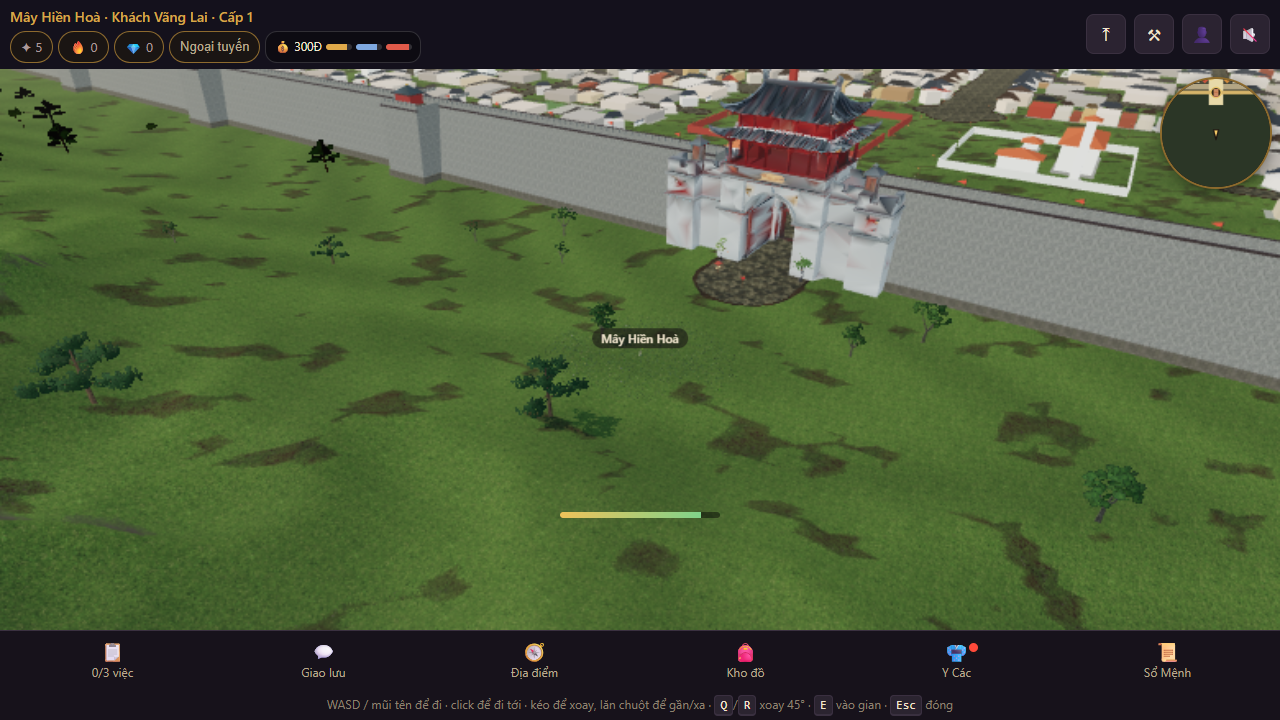 Mây Hiền Hoà · Khách Vãng Lai · Cấp 1
5
0
0
Ngoại tuyến
300Đ
Mây Hiền Hoà
0/3 việc
Giao lưu
Địa điểm
Kho đồ
Y Các
Sổ Mệnh
WASD / mũi tên để đi · click để đi tới · kéo để xoay, lăn chuột để gần/xa · Q / R xoay 45° · E vào gian · Esc đóng